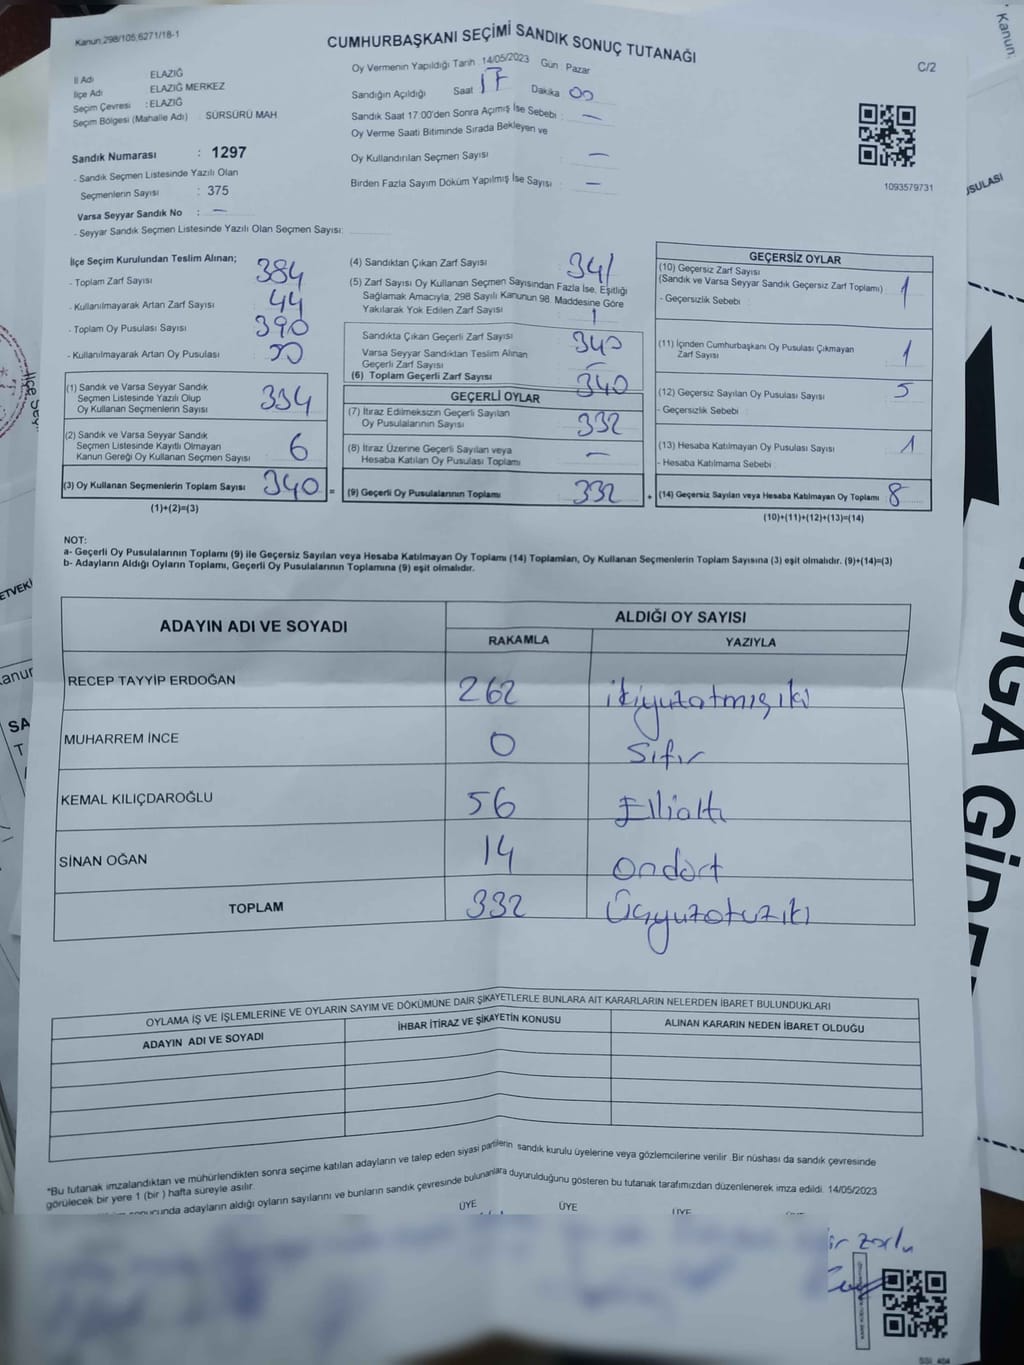 Kanun,298/105,6271/18-1
CUMHURBAŞKANI SEÇİMİ SANDIK SONUÇ TUTANAĞI
C/2
İl Adı ELAZIĞ
İlçe Adı ELAZIĞ MERKEZ
Seçim Çevresi : ELAZIĞ
Seçim Bölgesi (Mahalle Adı) : SÜRSÜRÜ MAH
Oy Vermenin Yapıldığı Tarih : 14/05/2023 Gün Pazar
Sandığın Açıldığı Saat 17 Dakika 00
Sandık Saat 17.00'den Sonra Açımış İse Sebebi : —
Oy Verme Saati Bitiminde Sırada Bekleyen ve
Oy Kullandırılan Seçmen Sayısı —
Birden Fazla Sayım Döküm Yapılmış İse Sayısı : —
1093579731
Sandık Numarası : 1297
- Sandık Seçmen Listesinde Yazılı Olan
Seçmenlerin Sayısı : 375
Varsa Seyyar Sandık No : —
- Seyyar Sandık Seçmen Listesinde Yazılı Olan Seçmen Sayısı:
İlçe Seçim Kurulundan Teslim Alınan;
- Toplam Zarf Sayısı 384
- Kullanılmayarak Artan Zarf Sayısı 44
- Toplam Oy Pusulası Sayısı 390
- Kullanılmayarak Artan Oy Pusulası 50
(1) Sandık ve Varsa Seyyar Sandık
Seçmen Listesinde Yazılı Olup
Oy Kullanan Seçmenlerin Sayısı 334
(2) Sandık ve Varsa Seyyar Sandık
Seçmen Listesinde Kayıtlı Olmayan
Kanun Gereği Oy Kullanan Seçmen Sayısı 6
(3) Oy Kullanan Seçmenlerin Toplam Sayısı 340 =
(1)+(2)=(3)
(4) Sandıktan Çıkan Zarf Sayısı 341
(5) Zarf Sayısı Oy Kullanan Seçmen Sayısından Fazla İse, Eşitliği
Sağlamak Amacıyla, 298 Sayılı Kanunun 98. Maddesine Göre
Yakılarak Yok Edilen Zarf Sayısı 1
Sandıkta Çıkan Geçerli Zarf Sayısı 340
Varsa Seyyar Sandıktan Teslim Alınan
Geçerli Zarf Sayısı —
(6) Toplam Geçerli Zarf Sayısı 340
GEÇERLİ OYLAR
(7) İtiraz Edilmeksizin Geçerli Sayılan
Oy Pusulalarının Sayısı 332
(8) İtiraz Üzerine Geçerli Sayılan veya
Hesaba Katılan Oy Pusulası Toplamı —
(9) Geçerli Oy Pusulalarının Toplamı 332 +
GEÇERSİZ OYLAR
(10) Geçersiz Zarf Sayısı
(Sandık ve Varsa Seyyar Sandık Geçersiz Zarf Toplamı) 1
- Geçersizlik Sebebi :
(11) İçinden Cumhurbaşkanı Oy Pusulası Çıkmayan
Zarf Sayısı 1
(12) Geçersiz Sayılan Oy Pusulası Sayısı 5
- Geçersizlik Sebebi :
(13) Hesaba Katılmayan Oy Pusulası Sayısı 1
- Hesaba Katılmama Sebebi :
(14) Geçersiz Sayılan veya Hesaba Katılmayan Oy Toplamı 8
(10)+(11)+(12)+(13)=(14)
NOT:
a- Geçerli Oy Pusulalarının Toplamı (9) ile Geçersiz Sayılan veya Hesaba Katılmayan Oy Toplamı (14) Toplamları, Oy Kullanan Seçmenlerin Toplam Sayısına (3) eşit olmalıdır. (9)+(14)=(3)
b- Adayların Aldığı Oyların Toplamı, Geçerli Oy Pusulalarının Toplamına (9) eşit olmalıdır.
ADAYIN ADI VE SOYADI ALDIĞI OY SAYISI
RAKAMLA YAZIYLA
RECEP TAYYİP ERDOĞAN 262 ikiyuzatmışiki
MUHARREM İNCE 0 Sıfır
KEMAL KILIÇDAROĞLU 56 Ellialtı
SİNAN OĞAN 14 ondört
TOPLAM 332 Üçyuzotuziki
OYLAMA İŞ VE İŞLEMLERİNE VE OYLARIN SAYIM VE DÖKÜMÜNE DAİR ŞİKAYETLERLE BUNLARA AİT KARARLARIN NELERDEN İBARET BULUNDUKLARI
ADAYIN ADI VE SOYADI İHBAR İTİRAZ VE ŞİKAYETİN KONUSU ALINAN KARARIN NEDEN İBARET OLDUĞU
*Bu tutanak imzalandıktan ve mühürlendikten sonra seçime katılan adayların ve talep eden siyasi partilerin sandık kurulu üyelerine veya gözlemcilerine verilir. Bir nüshası da sandık çevresinde
görülecek bir yere 1 (bir) hafta süreyle asılır.
sonucunda adayların aldığı oyların sayılarını ve bunların sandık çevresinde bulunanlara duyurulduğunu gösteren bu tutanak tarafımızdan düzenlenerek imza edildi. 14/05/2023
ÜYE ÜYE ÜYE
zorlu
Kanun.
USULASI
DIGA GİDE
ETVEKİ
anun
SA
T